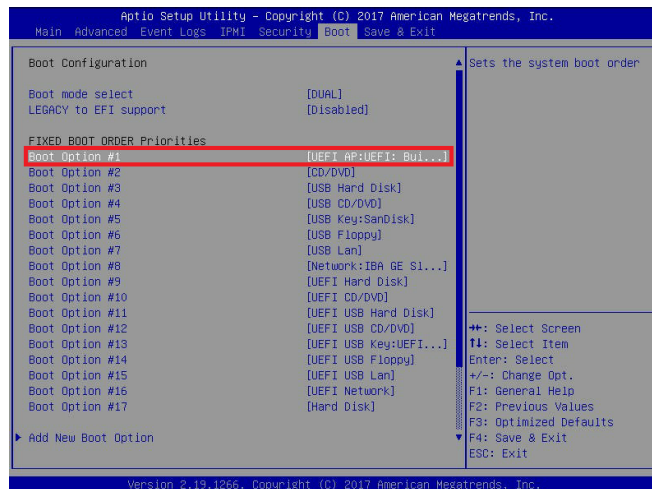 Aptio Setup Utility – Copyright (C) 2017 American Megatrends, Inc.
Main Advanced Event Logs IPMI Security Boot Save & Exit
Boot Configuration
Sets the system boot order
Boot mode select [DUAL]
LEGACY to EFI support [Disabled]
FIXED BOOT ORDER Priorities
Boot Option #1 [UEFI AP:UEFI: Bui...]
Boot Option #2 [CD/DVD]
Boot Option #3 [USB Hard Disk]
Boot Option #4 [USB CD/DVD]
Boot Option #5 [USB Key:SanDisk]
Boot Option #6 [USB Floppy]
Boot Option #7 [USB Lan]
Boot Option #8 [Network:IBA GE Sl...]
Boot Option #9 [UEFI Hard Disk]
Boot Option #10 [UEFI CD/DVD]
Boot Option #11 [UEFI USB Hard Disk]
Boot Option #12 [UEFI USB CD/DVD]
Boot Option #13 [UEFI USB Key:UEFI...]
Boot Option #14 [UEFI USB Floppy]
Boot Option #15 [UEFI USB Lan]
Boot Option #16 [UEFI Network]
Boot Option #17 [Hard Disk]
Add New Boot Option
→←: Select Screen
↑↓: Select Item
Enter: Select
+/-: Change Opt.
F1: General Help
F2: Previous Values
F3: Optimized Defaults
F4: Save & Exit
ESC: Exit
Version 2.19.1266. Copyright (C) 2017 American Megatrends, Inc.